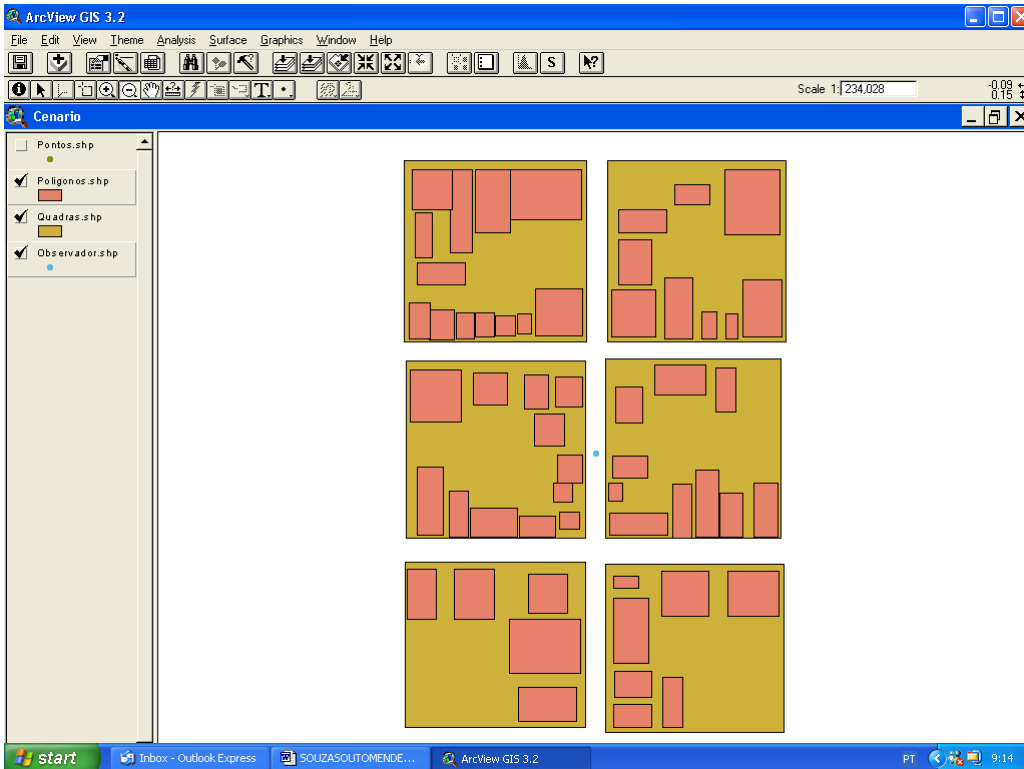 ArcView GIS 3.2
File Edit View Theme Analysis Surface Graphics Window Help
S
T
Scale 1: 234,028
-0.09
0.15
Cenario
Pontos.shp
Poligonos.shp
Quadras.shp
Observador.shp
start
Inbox - Outlook Express
SOUZASOUTOMENDE...
ArcView GIS 3.2
PT
9:14